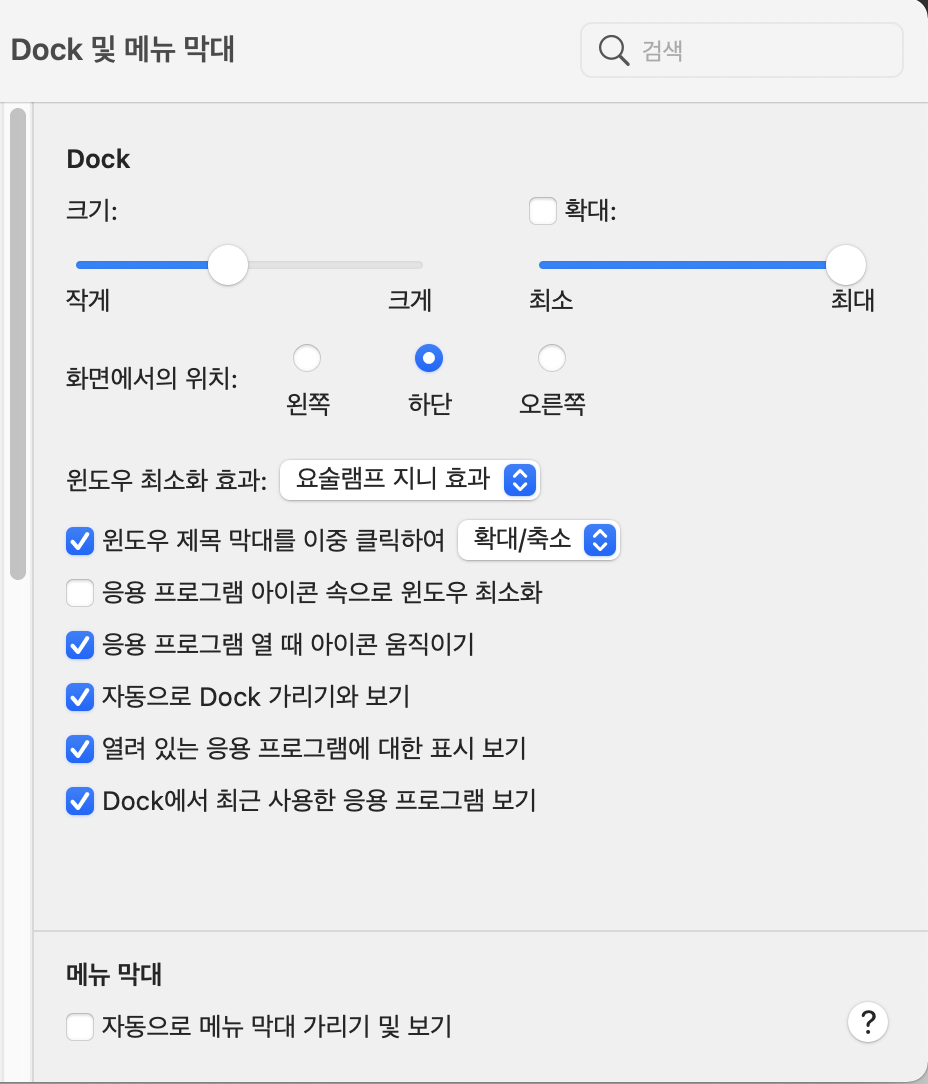 Dock 및 메뉴 막대
검색
Dock
크기:
확대:
작게 크게
최소 최대
화면에서의 위치:
왼쪽 하단 오른쪽
윈도우 최소화 효과: 요술램프 지니 효과
윈도우 제목 막대를 이중 클릭하여 확대/축소
응용 프로그램 아이콘 속으로 윈도우 최소화
응용 프로그램 열 때 아이콘 움직이기
자동으로 Dock 가리기와 보기
열려 있는 응용 프로그램에 대한 표시 보기
Dock에서 최근 사용한 응용 프로그램 보기
메뉴 막대
자동으로 메뉴 막대 가리기 및 보기
?